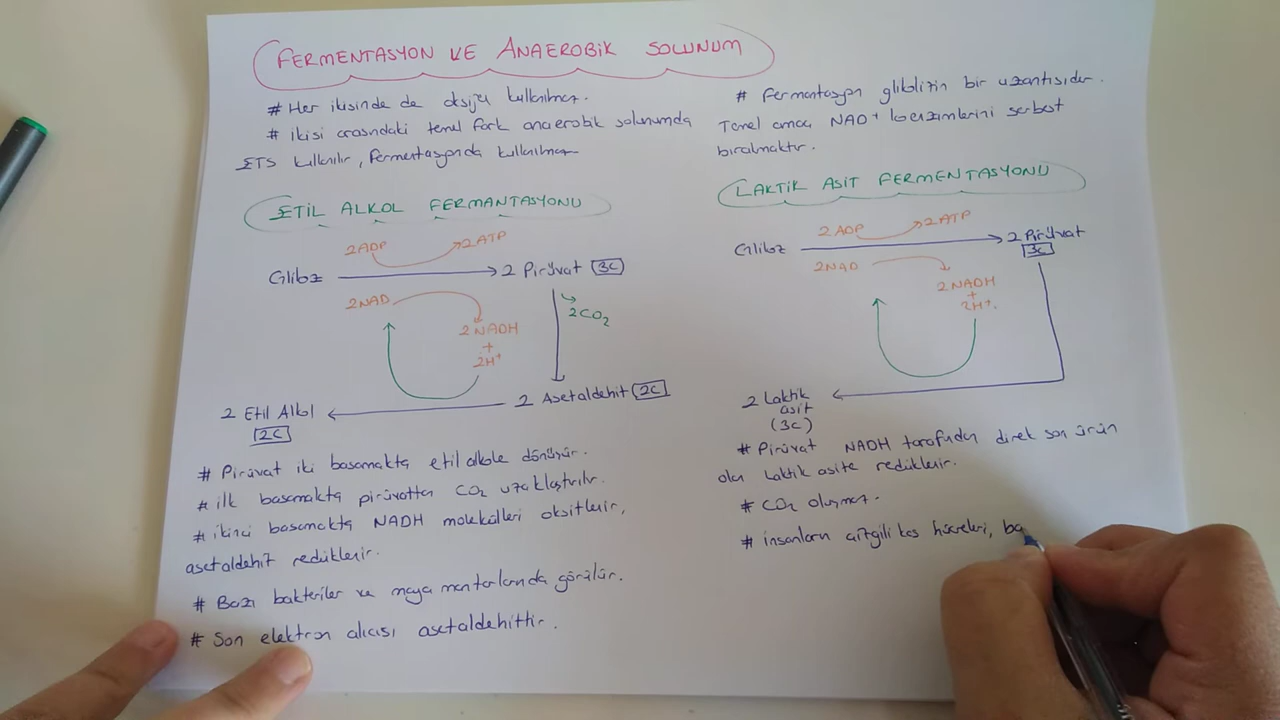 FERMENTASYON VE ANAEROBİK SOLUNUM
# Her ikisinde de oksijen kullanılmaz.
# ikisi arasındaki temel fark anaerobik solunumda
ETS kullanılır, fermentasyonda kullanılmaz
# Fermentasyon glikolizin bir uzantısıdır.
Temel amaç NAD+ koenzimlerini serbest
bırakmaktır.
ETİL ALKOL FERMANTASYONU
2ADP 2ATP
Glikoz 2 Pirüvat 3C
2NAD
2CO2
2 NADH
+
2H+
2 Asetaldehit 2C
2 Etil Alkol
2C
# Pirüvat iki basamakta etil alkole dönüşür.
# ilk basamakta pirüvattan CO2 uzaklaştırılır.
# ikinci basamakta NADH molekülleri oksitlenir,
asetaldehit redüklenir.
# Bazı bakteriler ve maya mantarlarında görülür.
# Son elektron alıcısı asetaldehittir.
LAKTİK ASİT FERMENTASYONU
2 ADP 2 ATP
Glikoz 2 Pirüvat
3C
2NAD
2 NADH
+
2H+.
2 Laktik
asit
(3C)
# Pirüvat NADH tarafından direk son ürün
olan laktik asite redüklenir.
# CO2 oluşmaz.
# insanların çizgili kas hücreleri, ba